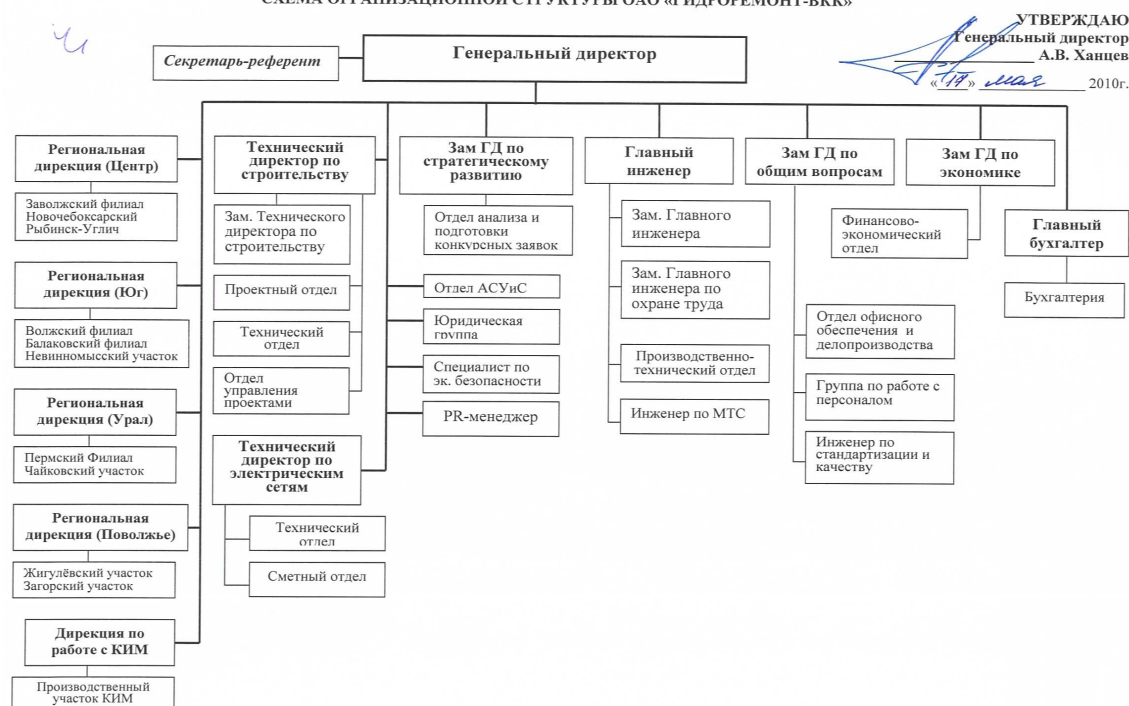 СХЕМА ОРГАНИЗАЦИОННОЙ СТРУКТУРЫ ОАО «ГИДРОРЕМОНТ-ВКК»
УТВЕРЖДАЮ
Генеральный директор
А.В. Ханцев
«17» мая 2010г.
Генеральный директор
Секретарь-референт
Региональная
дирекция (Центр)
Заволжский филиал
Новочебоксарский
Рыбинск-Углич
Региональная
дирекция (Юг)
Волжский филиал
Балаковский филиал
Невинномысский участок
Региональная
дирекция (Урал)
Пермский Филиал
Чайковский участок
Региональная
дирекция (Поволжье)
Жигулёвский участок
Загорский участок
Дирекция по
работе с КИМ
Производственный
участок КИМ
Технический
директор по
строительству
Зам. Технического
директора по
строительству
Проектный отдел
Технический
отдел
Отдел
управления
проектами
Технический
директор по
электрическим
сетям
Технический
отдел
Сметный отдел
Зам ГД по
стратегическому
развитию
Отдел анализа и
подготовки
конкурсных заявок
Отдел АСУиС
Юридическая
группа
Специалист по
эк. безопасности
PR-менеджер
Главный
инженер
Зам. Главного
инженера
Зам. Главного
инженера по
охране труда
Производственно-
технический отдел
Инженер по МТС
Зам ГД по
общим вопросам
Отдел офисного
обеспечения и
делопроизводства
Группа по работе с
персоналом
Инженер по
стандартизации и
качеству
Зам ГД по
экономике
Финансово-
экономический
отдел
Главный
бухгалтер
Бухгалтерия